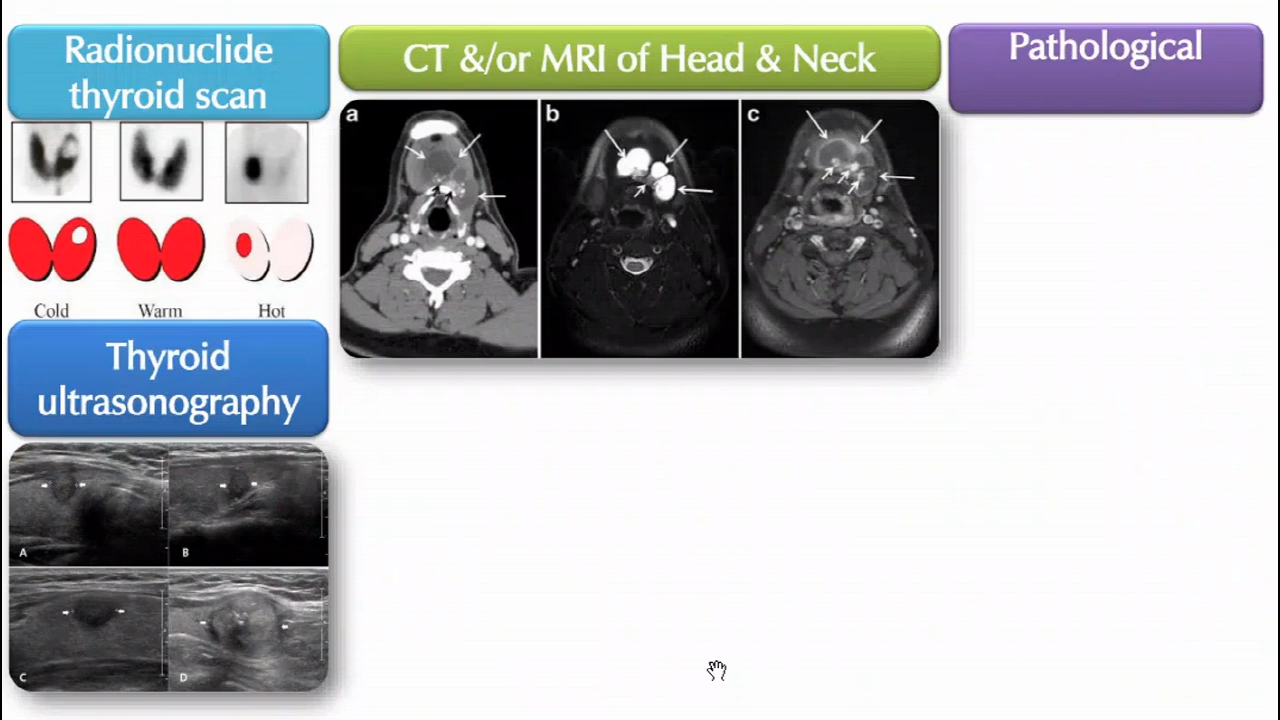 Radionuclide
thyroid scan
Cold Warm Hot
Thyroid
ultrasonography
A B
C D
CT &/or MRI of Head & Neck
a b c
Pathological